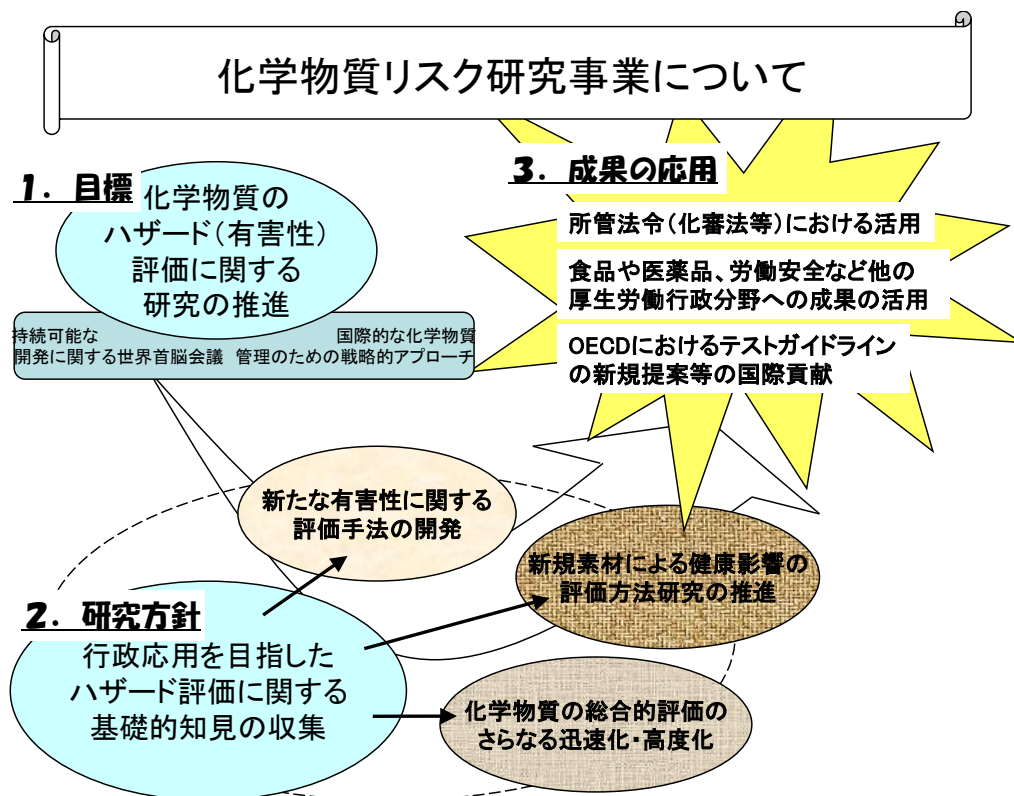 化学物質リスク研究事業について
1. 目標
化学物質の
ハザード(有害性)
評価に関する
研究の推進
持続可能な
開発に関する世界首脳会議
国際的な化学物質
管理のための戦略的アプローチ
3. 成果の応用
所管法令(化審法等)における活用
食品や医薬品、労働安全など他の
厚生労働行政分野への成果の活用
OECDにおけるテストガイドライン
の新規提案等の国際貢献
新たな有害性に関する
評価手法の開発
新規素材による健康影響の
評価方法研究の推進
2. 研究方針
行政応用を目指した
ハザード評価に関する
基礎的知見の収集
化学物質の総合的評価の
さらなる迅速化・高度化